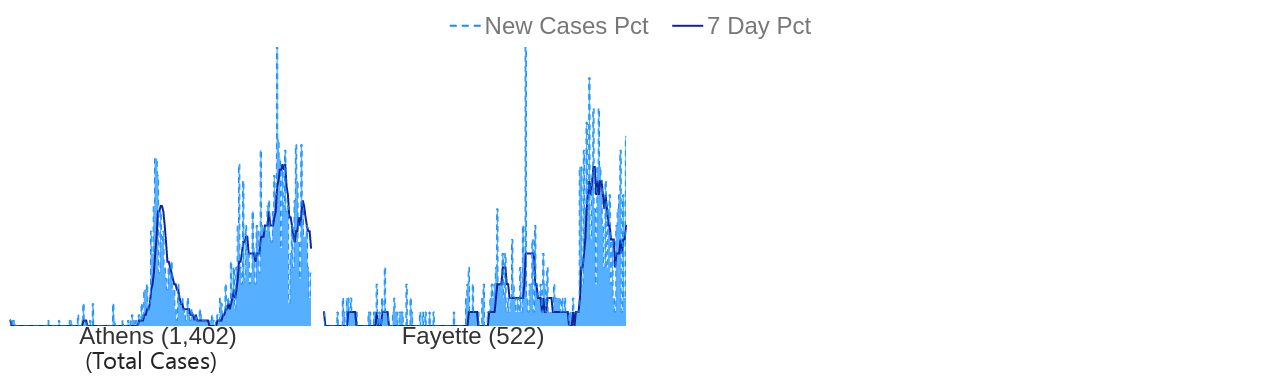 New Cases Pct 7 Day Pct
Athens (1,402) Fayette (522)
(Total Cases)